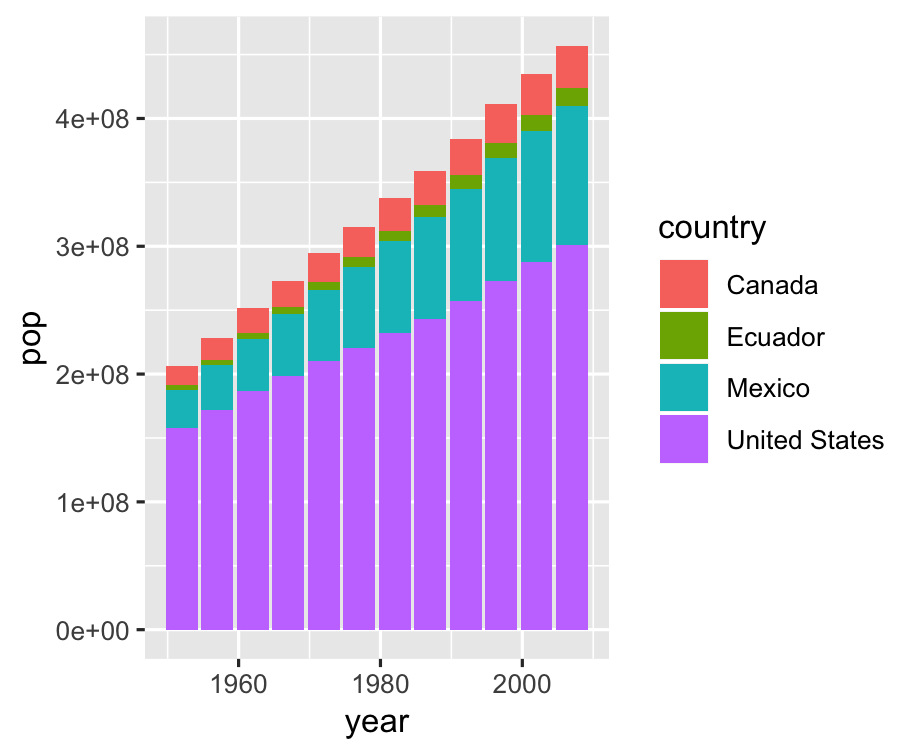 4e+08
3e+08
2e+08
1e+08
0e+00
pop
1960 1980 2000
year
country
Canada
Ecuador
Mexico
United States